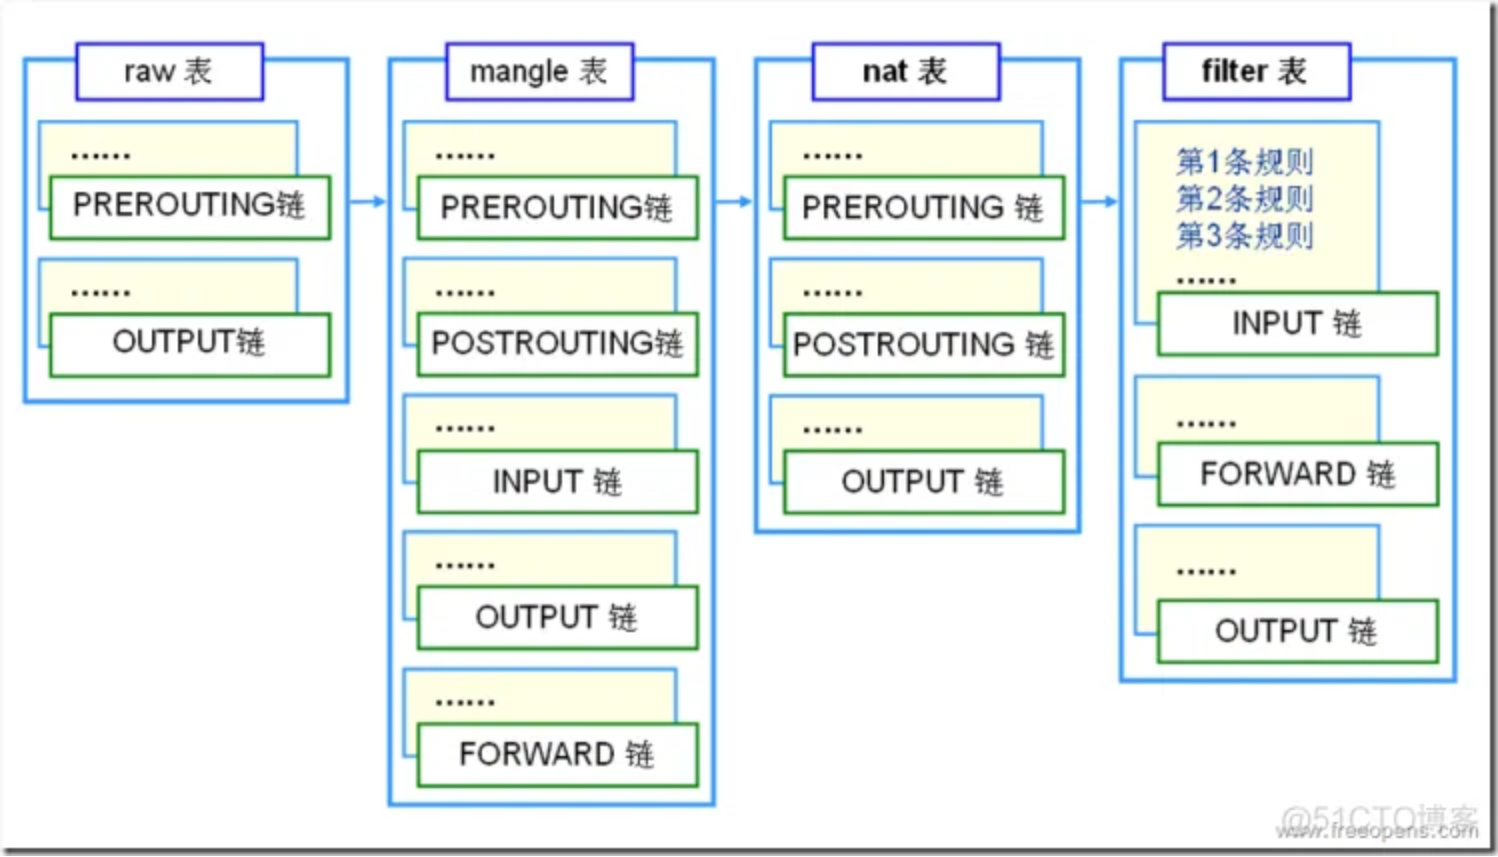 raw 表
……
PREROUTING链
……
OUTPUT链
mangle 表
……
PREROUTING链
……
POSTROUTING链
……
INPUT 链
……
OUTPUT 链
……
FORWARD 链
nat 表
……
PREROUTING 链
……
POSTROUTING 链
……
OUTPUT 链
filter 表
第1条规则
第2条规则
第3条规则
……
INPUT 链
……
FORWARD 链
……
OUTPUT 链
@51CTO博客
www.freeopens.com